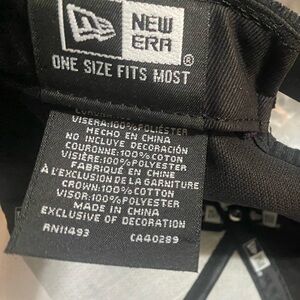 NEW
ERA
®
ONE SIZE FITS MOST
VISERA:100%POLIÉSTER
HECHO EN CHINA
NO INCLUYE DECORACIÓN
COURONNE:100%COTON
VISIÈRE:100%POLYESTER
FABRIQUÉ EN CHINE
À L'EXCLUSION DE LA GARNITURE
CROWN:100%COTTON
VISOR:100%POLYESTER
MADE IN CHINA
EXCLUSIVE OF DECORATION
RN11493 CA40289